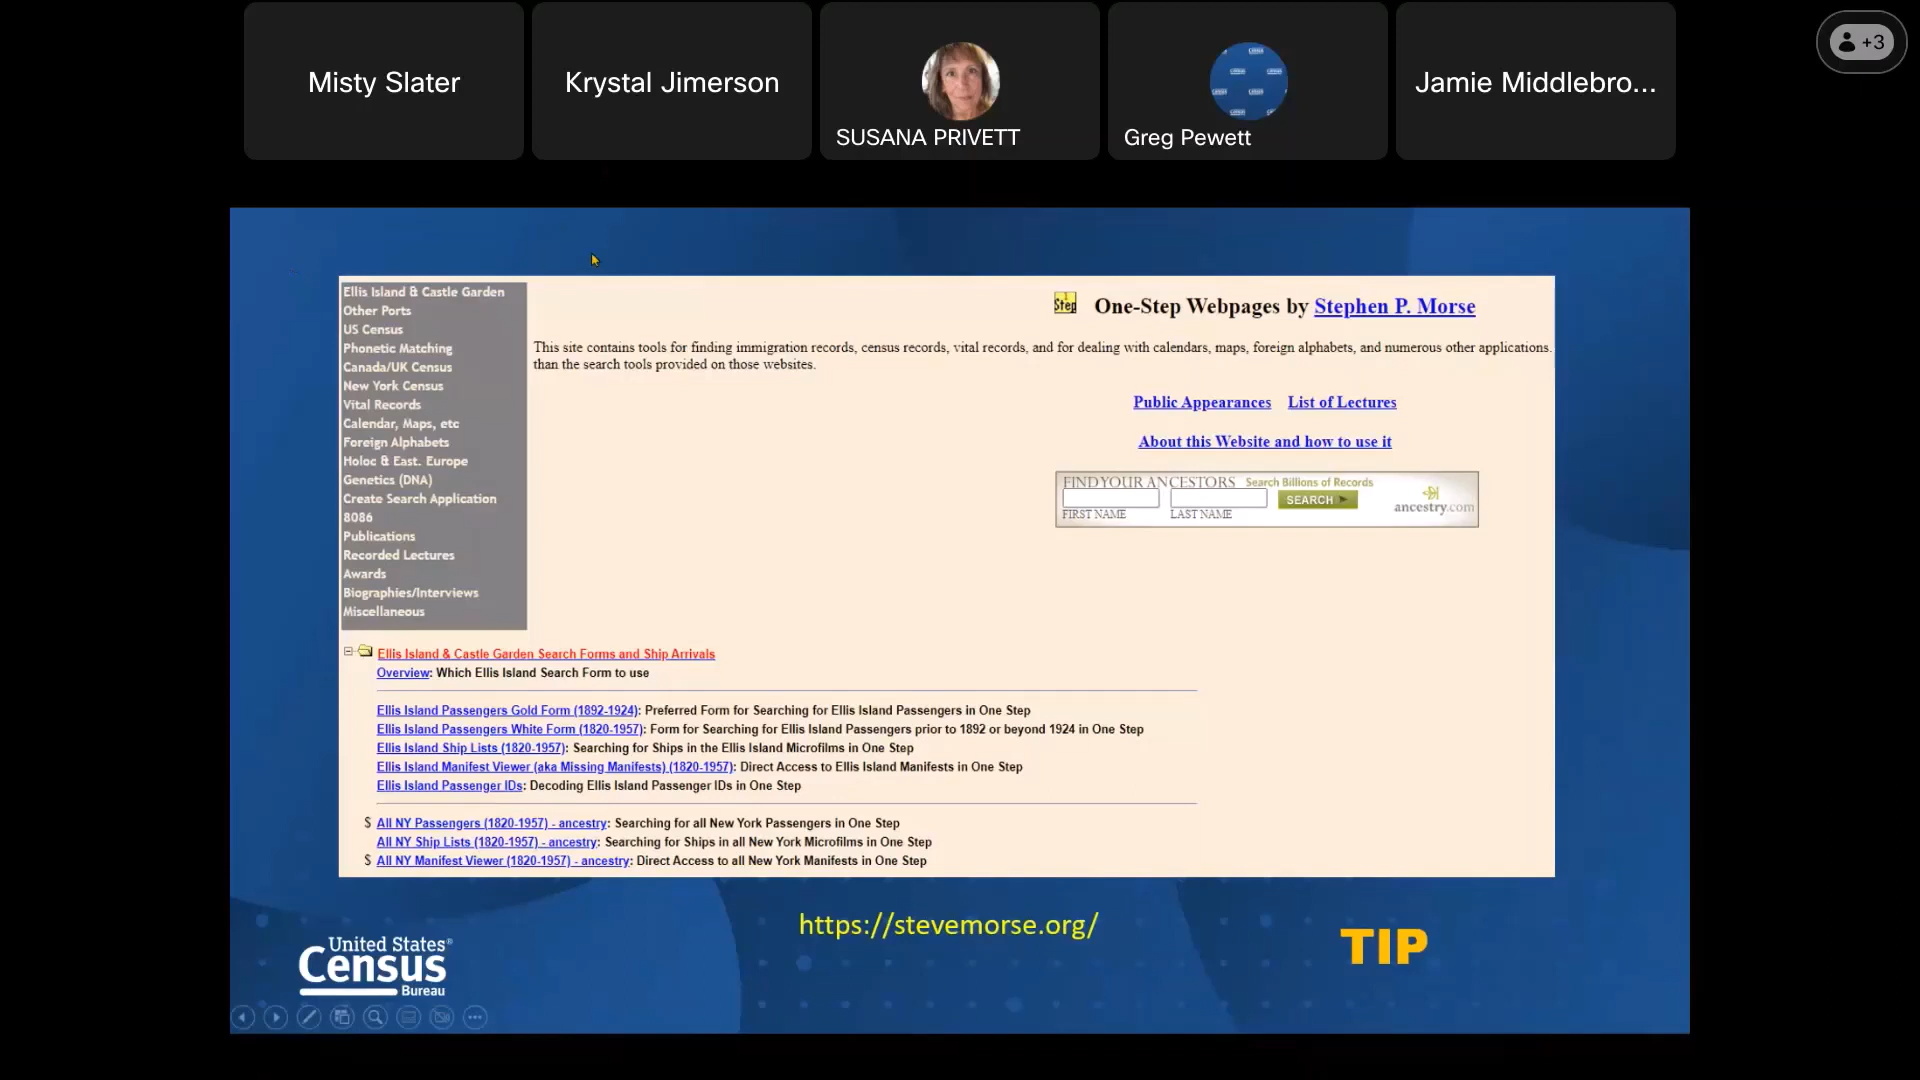 Misty Slater
Krystal Jimerson
SUSANA PRIVETT
Greg Pewett
Jamie Middlebro...
+3
Ellis Island & Castle Garden
Other Ports
US Census
Phonetic Matching
Canada/UK Census
New York Census
Vital Records
Calendar, Maps, etc
Foreign Alphabets
Holoc & East. Europe
Genetics (DNA)
Create Search Application
8086
Publications
Recorded Lectures
Awards
Biographies/Interviews
Miscellaneous
1
Step
One-Step Webpages by Stephen P. Morse
This site contains tools for finding immigration records, census records, vital records, and for dealing with calendars, maps, foreign alphabets, and numerous other applications.
than the search tools provided on those websites.
Public Appearances List of Lectures
About this Website and how to use it
FIND YOUR ANCESTORS Search Billions of Records
SEARCH
ancestry.com
FIRST NAME LAST NAME
Ellis Island & Castle Garden Search Forms and Ship Arrivals
Overview: Which Ellis Island Search Form to use
Ellis Island Passengers Gold Form (1892-1924): Preferred Form for Searching for Ellis Island Passengers in One Step
Ellis Island Passengers White Form (1820-1957): Form for Searching for Ellis Island Passengers prior to 1892 or beyond 1924 in One Step
Ellis Island Ship Lists (1820-1957): Searching for Ships in the Ellis Island Microfilms in One Step
Ellis Island Manifest Viewer (aka Missing Manifests) (1820-1957): Direct Access to Ellis Island Manifests in One Step
Ellis Island Passenger IDs: Decoding Ellis Island Passenger IDs in One Step
$ All NY Passengers (1820-1957) - ancestry: Searching for all New York Passengers in One Step
All NY Ship Lists (1820-1957) - ancestry: Searching for Ships in all New York Microfilms in One Step
$ All NY Manifest Viewer (1820-1957) - ancestry: Direct Access to all New York Manifests in One Step
https://stevemorse.org/
TIP
United States®
Census
Bureau